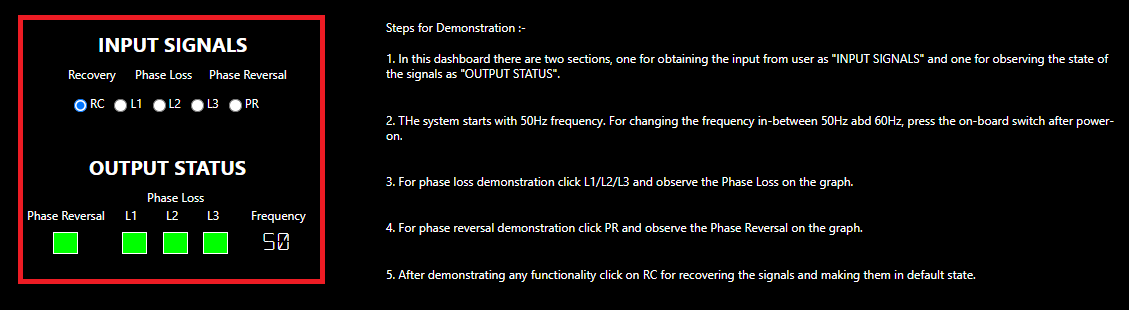 INPUT SIGNALS
Recovery Phase Loss Phase Reversal
RC L1 L2 L3 PR
OUTPUT STATUS
Phase Loss
Phase Reversal L1 L2 L3 Frequency
50
Steps for Demonstration :-
1. In this dashboard there are two sections, one for obtaining the input from user as "INPUT SIGNALS" and one for observing the state of
the signals as "OUTPUT STATUS".
2. THe system starts with 50Hz frequency. For changing the frequency in-between 50Hz abd 60Hz, press the on-board switch after power-
on.
3. For phase loss demonstration click L1/L2/L3 and observe the Phase Loss on the graph.
4. For phase reversal demonstration click PR and observe the Phase Reversal on the graph.
5. After demonstrating any functionality click on RC for recovering the signals and making them in default state.